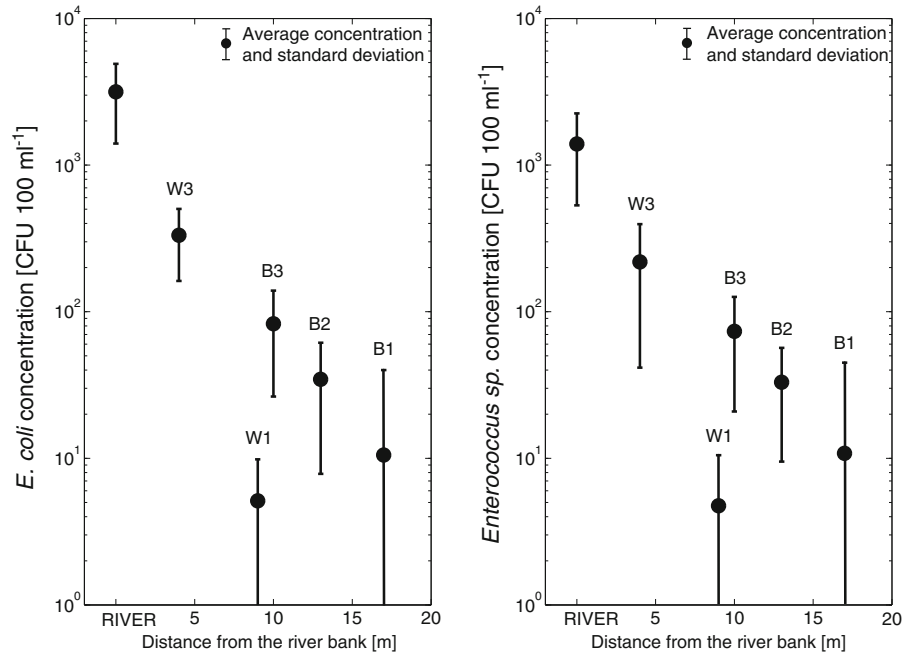 Average concentration
and standard deviation
E. coli concentration [CFU 100 ml⁻¹]
10⁴
10³
10²
10¹
10⁰
W3
B3
B2
B1
W1
RIVER 5 10 15 20
Distance from the river bank [m]
Average concentration
and standard deviation
Enterococcus sp. concentration [CFU 100 ml⁻¹]
10⁴
10³
10²
10¹
10⁰
W3
B3
B2
B1
W1
RIVER 5 10 15 20
Distance from the river bank [m]